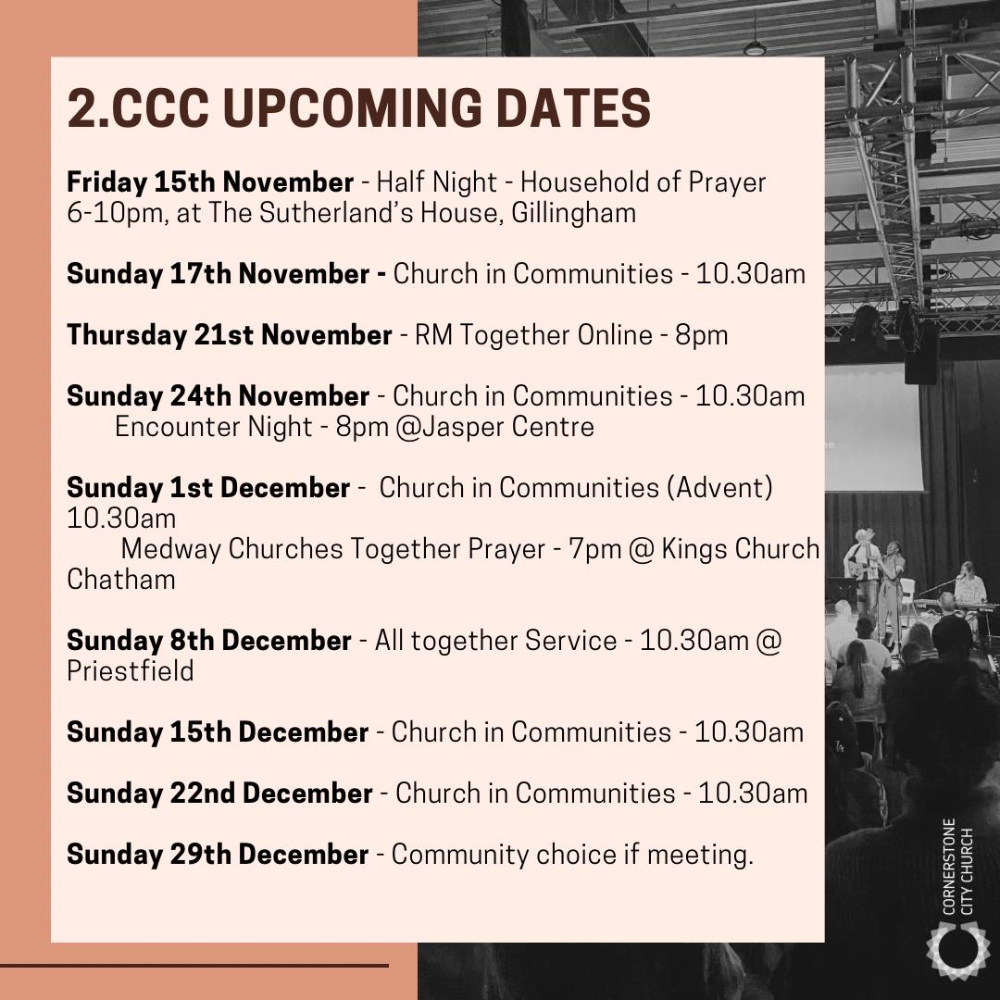 2.CCC UPCOMING DATES
Friday 15th November - Half Night - Household of Prayer
6-10pm, at The Sutherland’s House, Gillingham
Sunday 17th November - Church in Communities - 10.30am
Thursday 21st November - RM Together Online - 8pm
Sunday 24th November - Church in Communities - 10.30am
Encounter Night - 8pm @Jasper Centre
Sunday 1st December - Church in Communities (Advent)
10.30am
Medway Churches Together Prayer - 7pm @ Kings Church
Chatham
Sunday 8th December - All together Service - 10.30am @
Priestfield
Sunday 15th December - Church in Communities - 10.30am
Sunday 22nd December - Church in Communities - 10.30am
Sunday 29th December - Community choice if meeting.
CORNERSTONE
CITY CHURCH